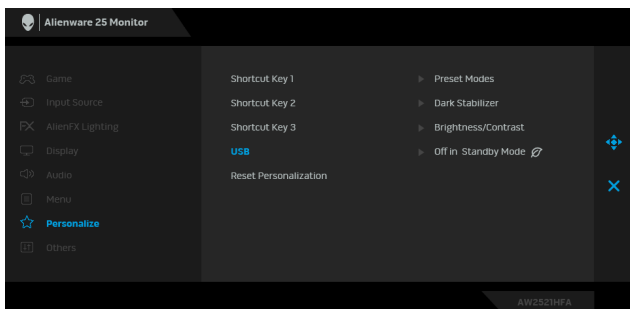 Alienware 25 Monitor
Game
Input Source
AlienFX Lighting
Display
Audio
Menu
Personalize
Others
Shortcut Key 1
Preset Modes
Shortcut Key 2
Dark Stabilizer
Shortcut Key 3
Brightness/Contrast
USB
Off in Standby Mode
Reset Personalization
AW2521HFA